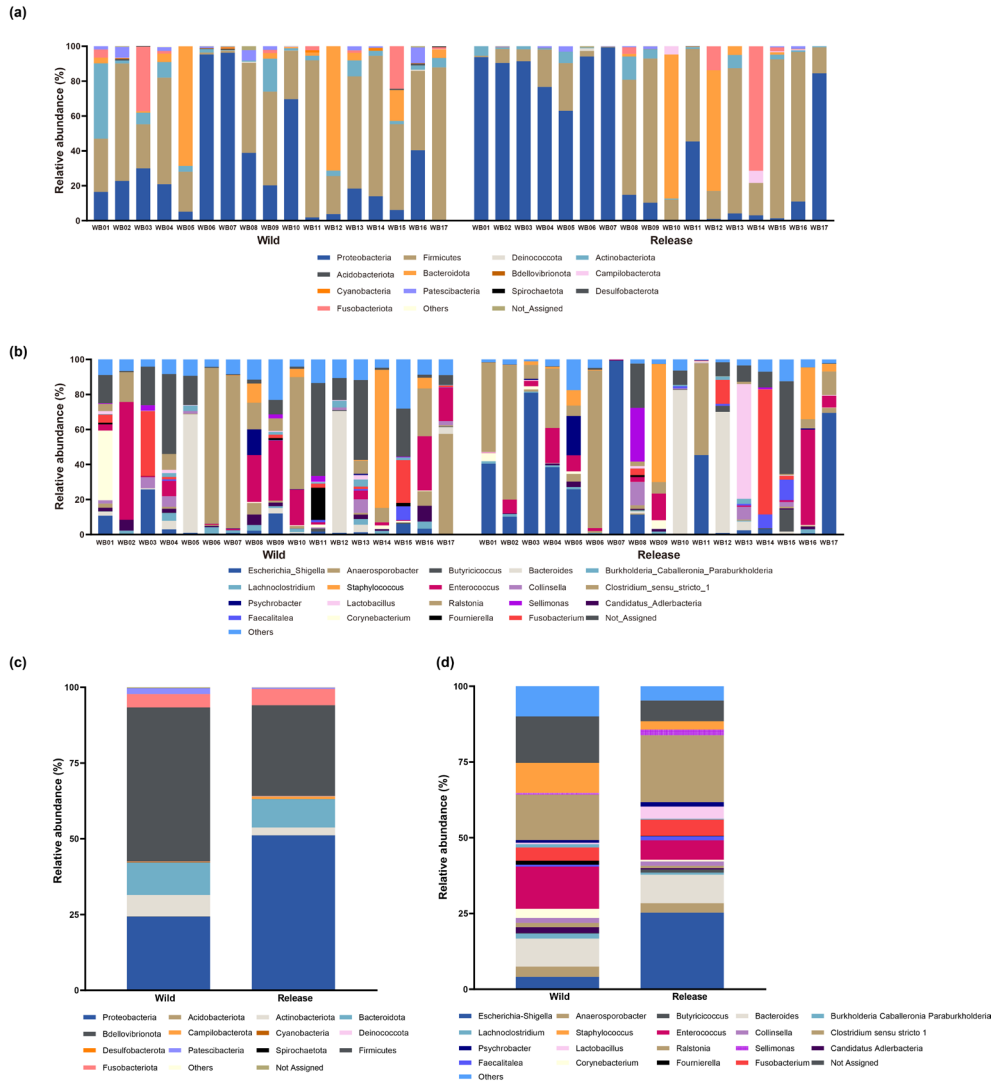 (a)
Relative abundance (%)
100
80
60
40
20
0
WB01 WB02 WB03 WB04 WB05 WB06 WB07 WB08 WB09 WB10 WB11 WB12 WB13 WB14 WB15 WB16 WB17
WB01 WB02 WB03 WB04 WB05 WB06 WB07 WB08 WB09 WB10 WB11 WB12 WB13 WB14 WB15 WB16 WB17
Wild Release
Proteobacteria Firmicutes Deinococcota Actinobacteriota
Acidobacteriota Bacteroidota Bdellovibrionota Campilobacterota
Cyanobacteria Patescibacteria Spirochaetota Desulfobacterota
Fusobacteriota Others Not_Assigned
(b)
Relative abundance (%)
100
80
60
40
20
0
WB01 WB02 WB03 WB04 WB05 WB06 WB07 WB08 WB09 WB10 WB11 WB12 WB13 WB14 WB15 WB16 WB17
WB01 WB02 WB03 WB04 WB05 WB06 WB07 WB08 WB09 WB10 WB11 WB12 WB13 WB14 WB15 WB16 WB17
Wild Release
Escherichia_Shigella Anaerosporobacter Butyricicoccus Bacteroides Burkholderia_Caballeronia_Paraburkholderia
Lachnoclostridium Staphylococcus Enterococcus Collinsella Clostridium_sensu_stricto_1
Psychrobacter Lactobacillus Ralstonia Sellimonas Candidatus_Adlerbacteria
Faecalitalea Corynebacterium Fournierella Fusobacterium Not_Assigned
Others
(c)
Relative abundance (%)
100
75
50
25
0
Wild Release
Proteobacteria Acidobacteriota Actinobacteriota Bacteroidota
Bdellovibrionota Campilobacterota Cyanobacteria Deinococcota
Desulfobacterota Patescibacteria Spirochaetota Firmicutes
Fusobacteriota Others Not Assigned
(d)
Relative abundance (%)
100
75
50
25
0
Wild Release
Escherichia-Shigella Anaerosporobacter Butyricicoccus Bacteroides Burkholderia Caballeronia Paraburkholderia
Lachnoclostridium Staphylococcus Enterococcus Collinsella Clostridium sensu stricto 1
Psychrobacter Lactobacillus Ralstonia Sellimonas Candidatus Adlerbacteria
Faecalitalea Corynebacterium Fournierella Fusobacterium Not Assigned
Others